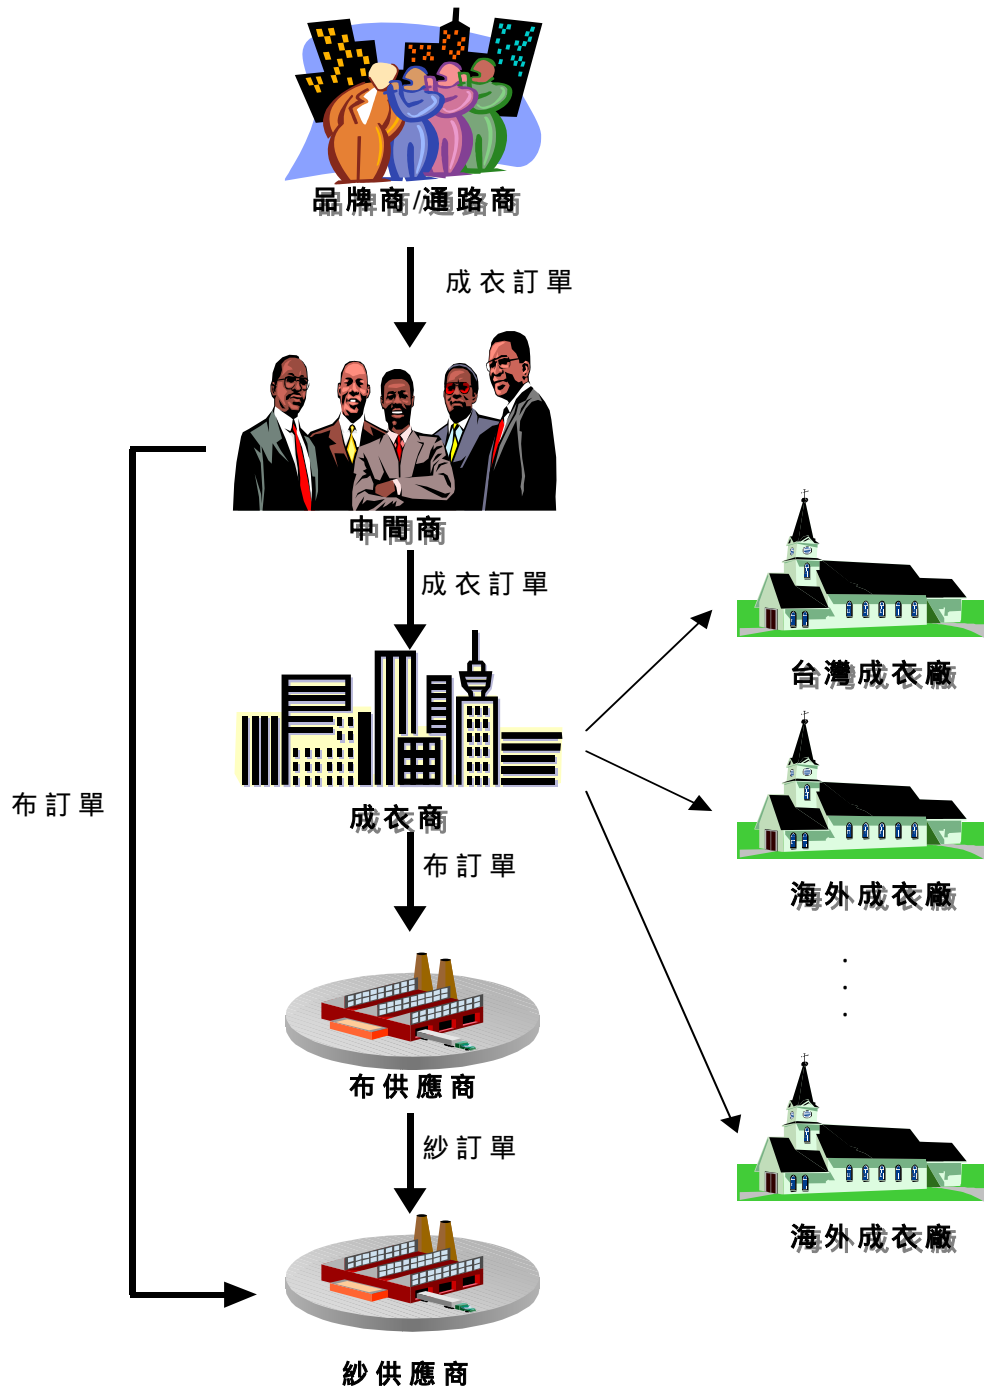 品牌商/通路商
成衣訂單
中間商
成衣訂單
台灣成衣廠
成衣商
布訂單
布訂單
海外成衣廠
.
.
.
布供應商
紗訂單
海外成衣廠
紗供應商